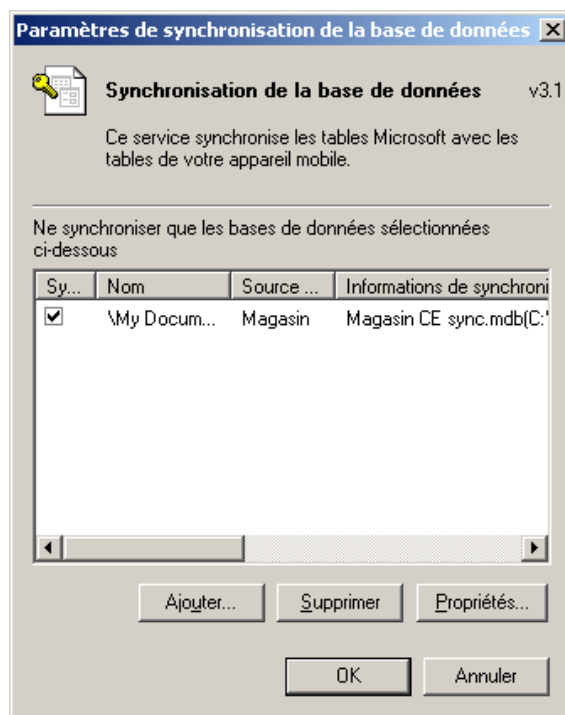 Paramètres de synchronisation de la base de données
Synchronisation de la base de données v3.1
Ce service synchronise les tables Microsoft avec les
tables de votre appareil mobile.
Ne synchroniser que les bases de données sélectionnées
ci-dessous
Sy... Nom Source ... Informations de synchroni
\My Docum... Magasin Magasin CE sync.mdb(C:'
Ajouter... Supprimer Propriétés...
OK Annuler